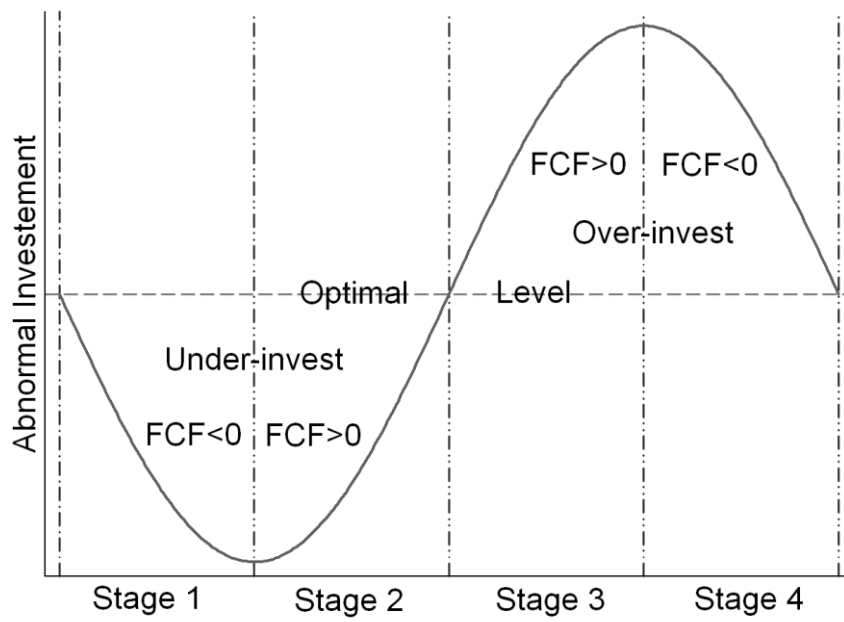 FCF>0 FCF<0
Over-invest
Optimal Level
Under-invest
FCF<0 FCF>0
Abnormal Investement
Stage 1 Stage 2 Stage 3 Stage 4